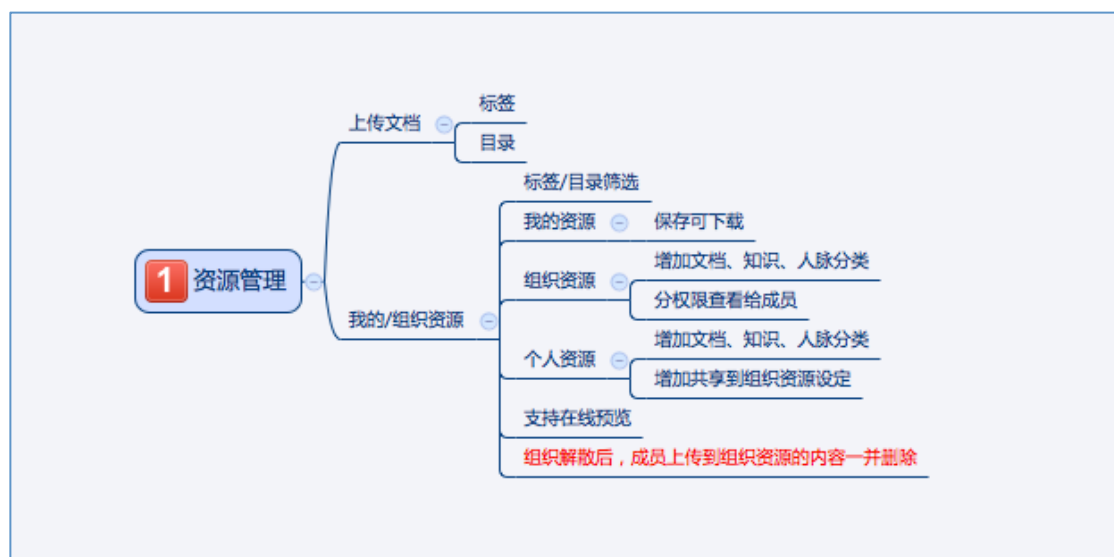 1 资源管理
上传文档
标签
目录
我的/组织资源
标签/目录筛选
我的资源
保存可下载
组织资源
增加文档、知识、人脉分类
分权限查看给成员
个人资源
增加文档、知识、人脉分类
增加共享到组织资源设定
支持在线预览
组织解散后，成员上传到组织资源的内容一并删除